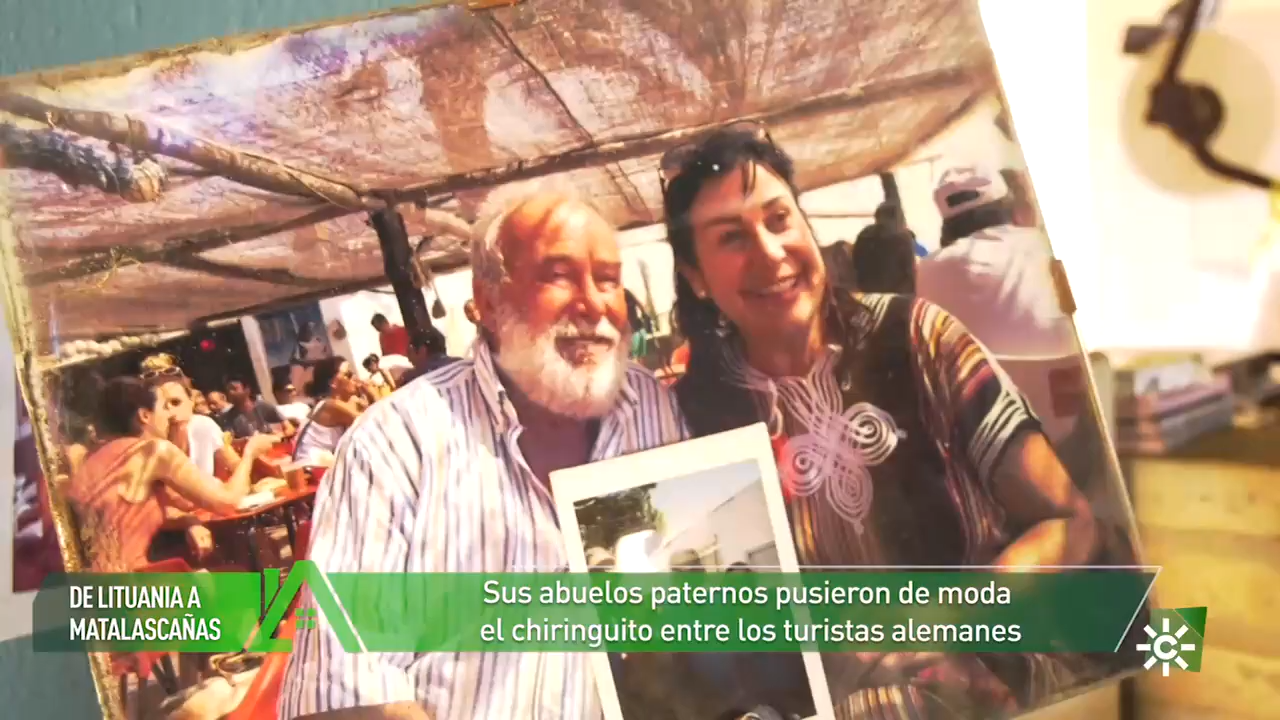 DE LITUANIA A
MATALASCAÑAS
Sus abuelos paternos pusieron de moda
el chiringuito entre los turistas alemanes